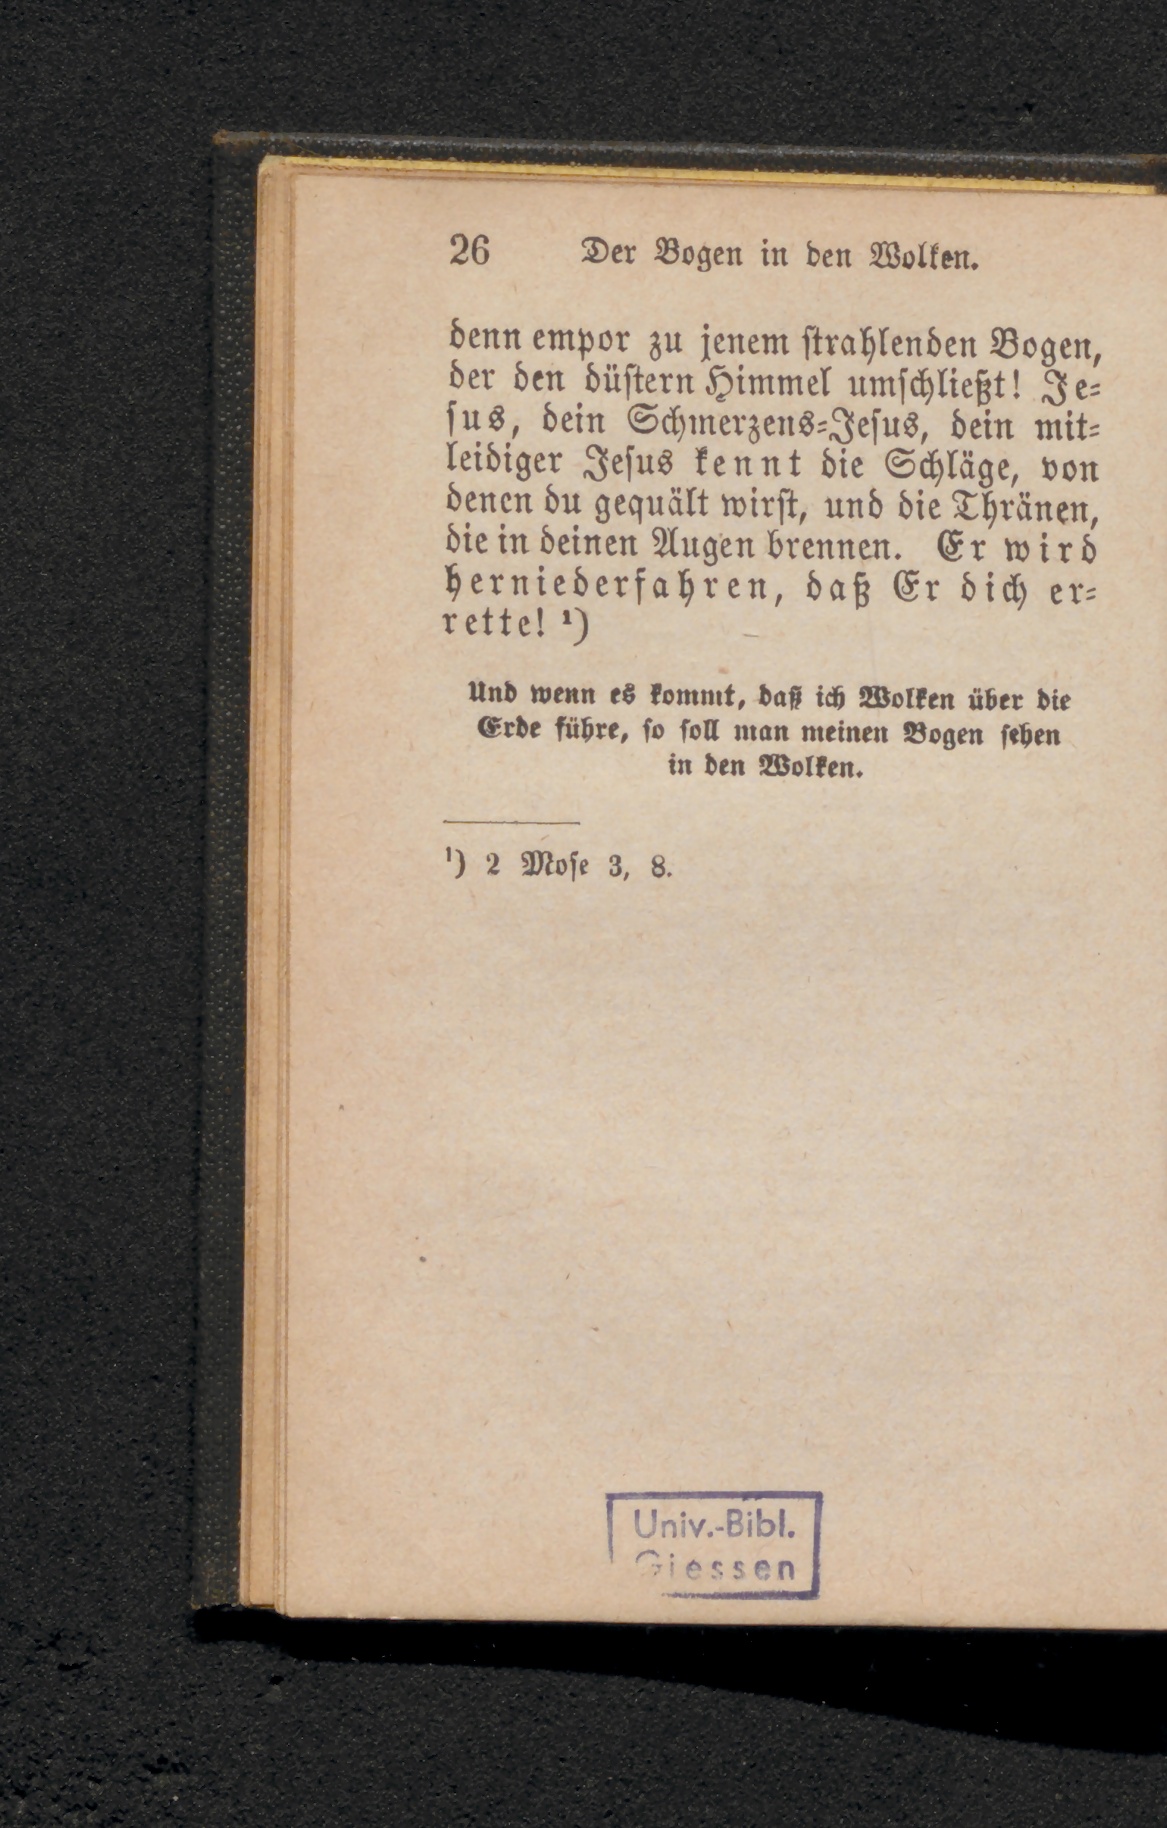 26 Der Bogen in den Wolken.
denn empor zu jenem strahlenden Bogen,
der den düstern Himmel umschließt! Je-
sus, dein Schmerzens-Jesus, dein mit-
leidiger Jesus kennt die Schläge, von
denen du gequält wirst, und die Thränen,
die in deinen Augen brennen. Er wird
herniederfahren, daß Er dich er-
rette! ¹)
Und wenn es kommt, daß ich Wolken über die
Erde führe, so soll man meinen Bogen sehen
in den Wolken.
¹) 2 Mose 3, 8.
Univ.-Bibl.
Giessen